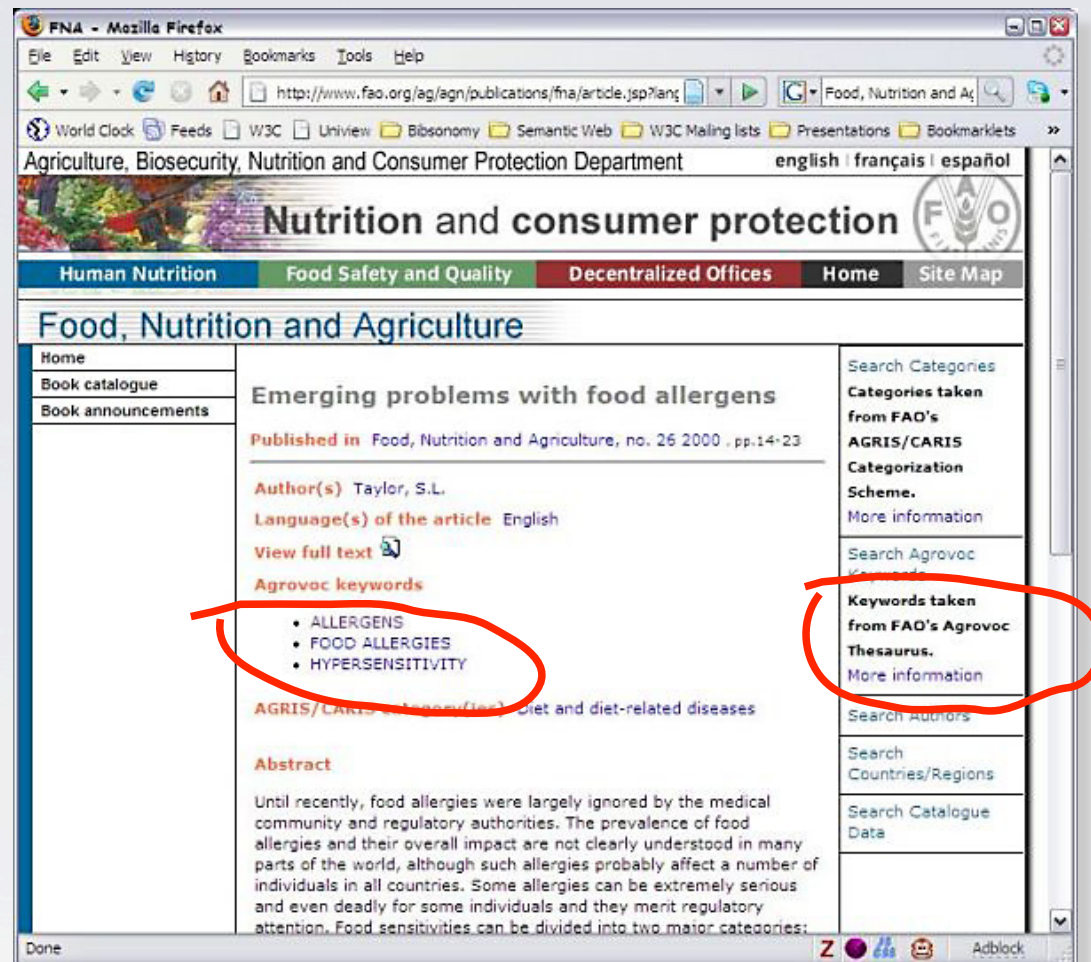 FNA - Mozilla Firefox
File Edit View History Bookmarks Tools Help
http://www.fao.org/ag/agn/publications/fna/article.jsp?lang
G Food, Nutrition and Ag
World Clock Feeds W3C Uniview Bibsonomy Semantic Web W3C Mailing lists Presentations Bookmarklets »
Agriculture, Biosecurity, Nutrition and Consumer Protection Department english | français | español
Nutrition and consumer protection
Human Nutrition Food Safety and Quality Decentralized Offices Home Site Map
Food, Nutrition and Agriculture
Home
Book catalogue
Book announcements
Emerging problems with food allergens
Published in Food, Nutrition and Agriculture, no. 26 2000 , pp.14-23
Author(s) Taylor, S.L.
Language(s) of the article English
View full text
Agrovoc keywords
• ALLERGENS
• FOOD ALLERGIES
• HYPERSENSITIVITY
AGRIS/CARIS category(ies) Diet and diet-related diseases
Abstract
Until recently, food allergies were largely ignored by the medical
community and regulatory authorities. The prevalence of food
allergies and their overall impact are not clearly understood in many
parts of the world, although such allergies probably affect a number of
individuals in all countries. Some allergies can be extremely serious
and even deadly for some individuals and they merit regulatory
attention. Food sensitivities can be divided into two major categories:
Search Categories
Categories taken
from FAO's
AGRIS/CARIS
Categorization
Scheme.
More information
Search Agrovoc
Keywords
Keywords taken
from FAO's Agrovoc
Thesaurus.
More information
Search Authors
Search
Countries/Regions
Search Catalogue
Data
Done
Z
Adblock